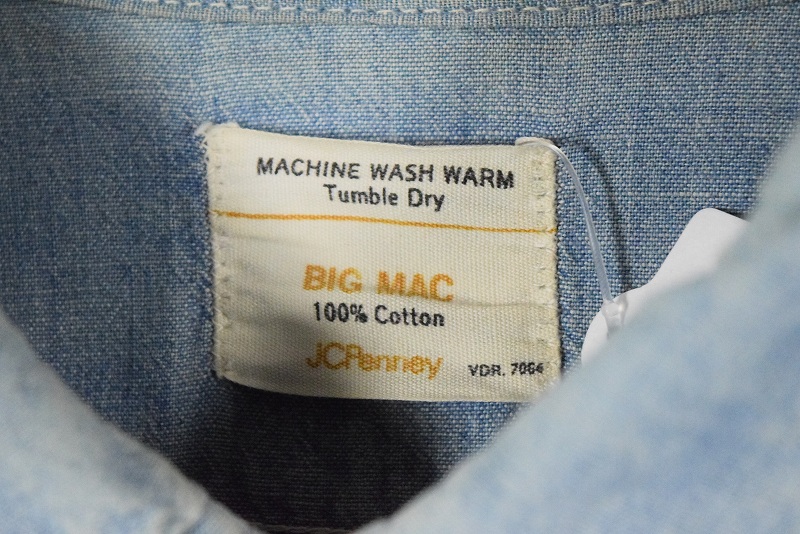 MACHINE WASH WARM
Tumble Dry
BIG MAC
100% Cotton
JCPenney VDR. 7064